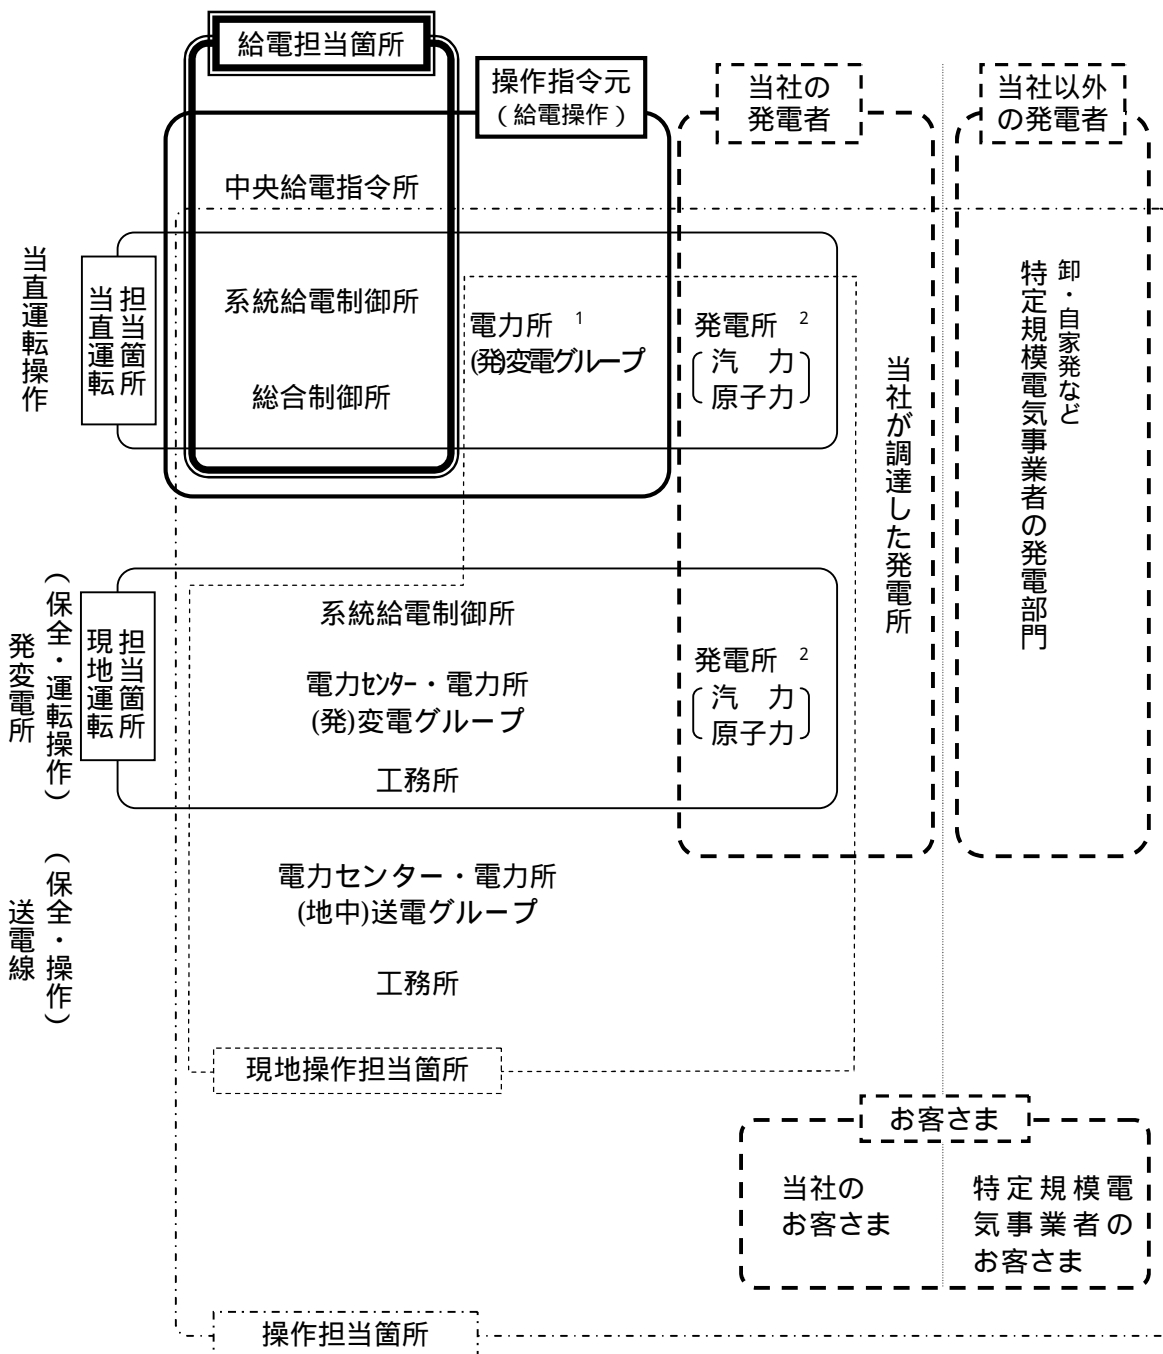 給電担当箇所
操作指令元
（給電操作）
当社の
発電者
当社以外
の発電者
中央給電指令所
当直運転操作
当直運転
担当箇所
系統給電制御所
総合制御所
電力所 1
(発)変電グループ
発電所 2
汽　力
原子力
当社が調達した発電所
卸・自家発など
特定規模電気事業者の発電部門
発変電所
（保全・運転操作）
現地運転
担当箇所
系統給電制御所
電力センター・電力所
(発)変電グループ
工務所
発電所 2
汽　力
原子力
送電線
（保全・操作）
電力センター・電力所
(地中)送電グループ
工務所
現地操作担当箇所
お客さま
当社の
お客さま
特定規模電
気事業者の
お客さま
操作担当箇所